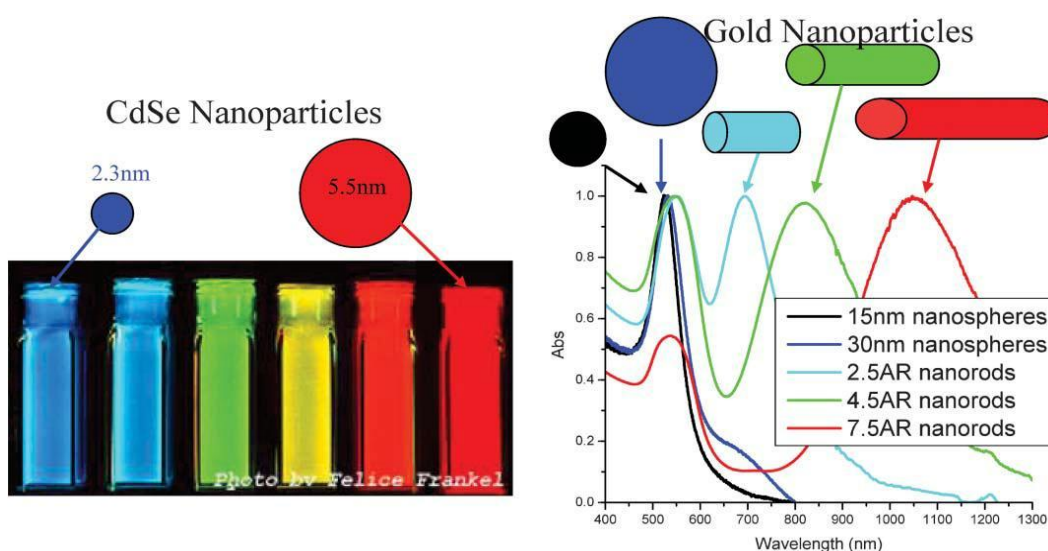 CdSe Nanoparticles
2.3nm
5.5nm
Photo by Felice Frankel
Gold Nanoparticles
1.0
0.8
0.6
0.4
0.2
0.0
Abs
400 500 600 700 800 900 1000 1100 1200 1300
Wavelength (nm)
15nm nanospheres
30nm nanospheres
2.5AR nanorods
4.5AR nanorods
7.5AR nanorods